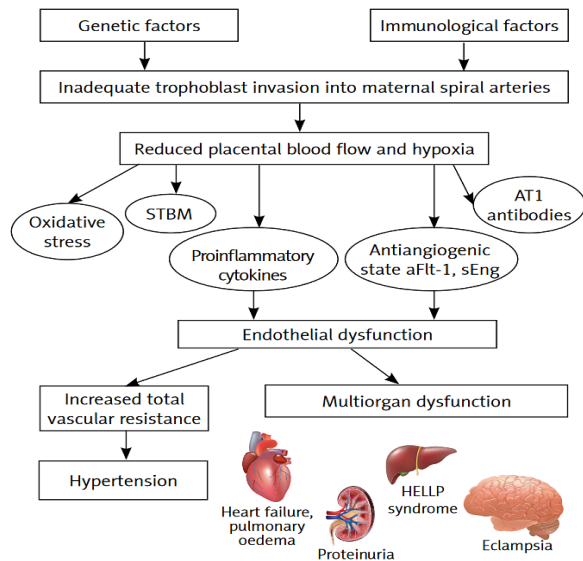 Genetic factors
Immunological factors
Inadequate trophoblast invasion into maternal spiral arteries
Reduced placental blood flow and hypoxia
Oxidative
stress
STBM
Proinflammatory
cytokines
Antiangiogenic
state aFlt-1, sEng
AT1
antibodies
Endothelial dysfunction
Increased total
vascular resistance
Multiorgan dysfunction
Hypertension
Heart failure,
pulmonary
oedema
Proteinuria
HELLP
syndrome
Eclampsia